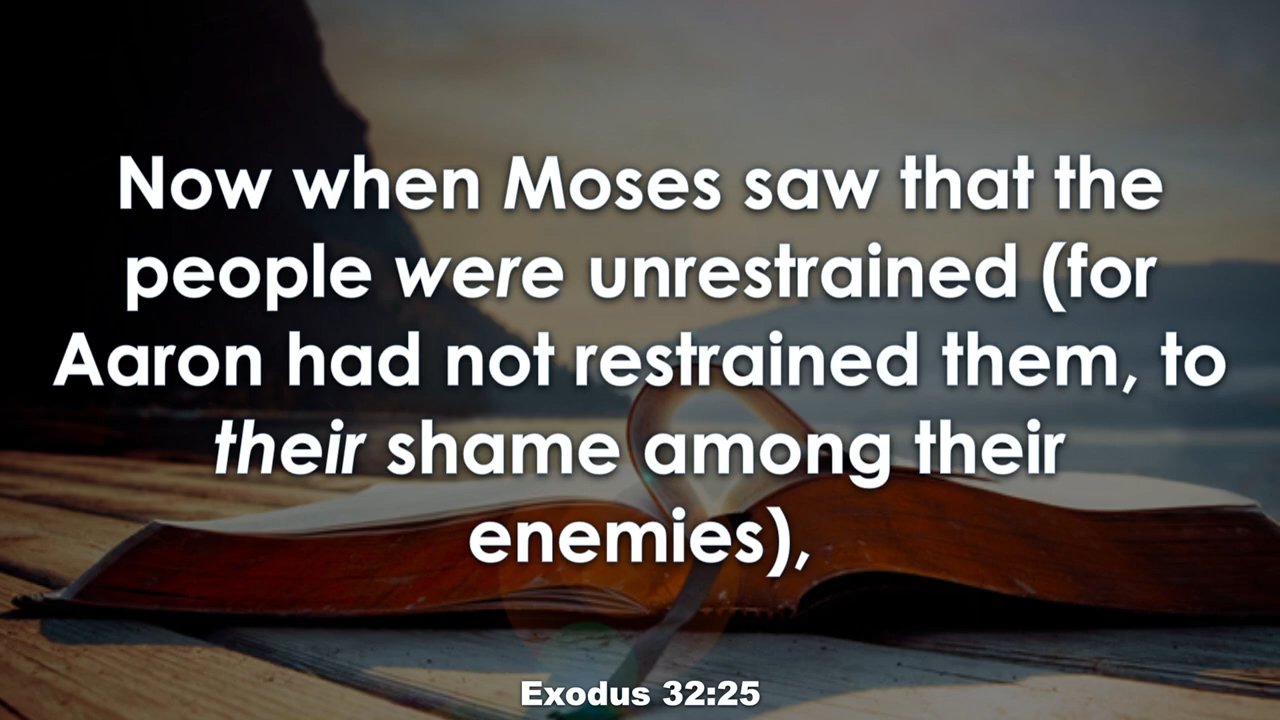 Now when Moses saw that the
people were unrestrained (for
Aaron had not restrained them, to
their shame among their
enemies),
Exodus 32:25